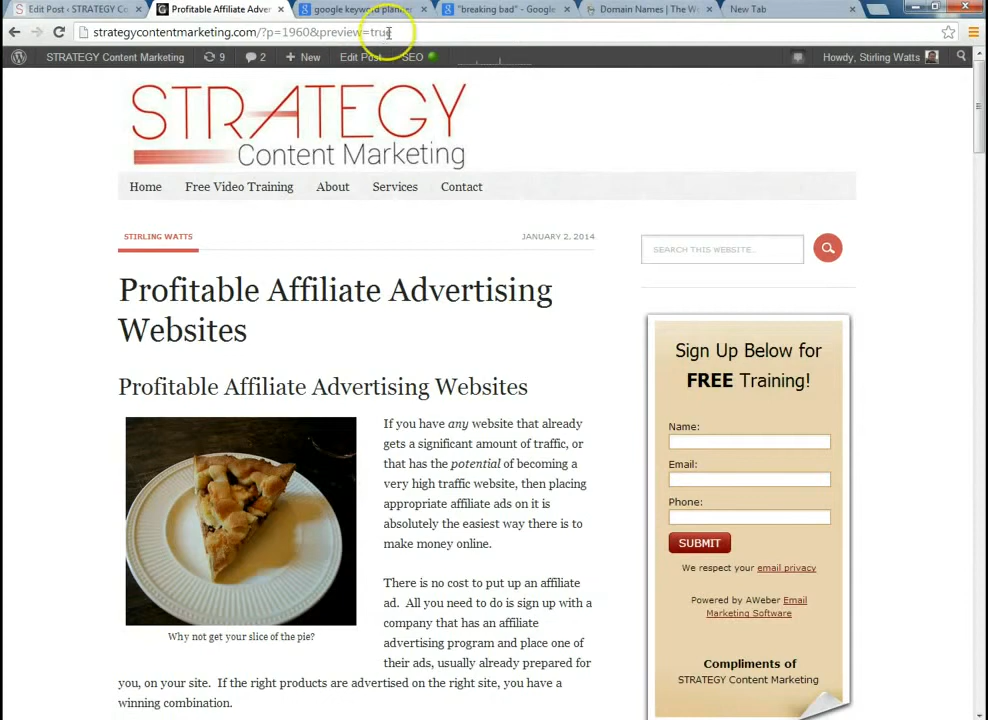 Edit Post ‹ STRATEGY Co
Profitable Affiliate Adver
google keyword planne
"breaking bad" - Google
Domain Names | The W
New Tab
strategycontentmarketing.com/?p=1960&preview=true
STRATEGY Content Marketing
9
2
+ New
Edit Post
SEO
Howdy, Stirling Watts
STRATEGY
Content Marketing
Home
Free Video Training
About
Services
Contact
STIRLING WATTS
JANUARY 2, 2014
SEARCH THIS WEBSITE..
Profitable Affiliate Advertising
Websites
Profitable Affiliate Advertising Websites
If you have any website that already
gets a significant amount of traffic, or
that has the potential of becoming a
very high traffic website, then placing
appropriate affiliate ads on it is
absolutely the easiest way there is to
make money online.
There is no cost to put up an affiliate
ad.  All you need to do is sign up with a
company that has an affiliate
advertising program and place one of
their ads, usually already prepared for
you, on your site.  If the right products are advertised on the right site, you have a
winning combination.
Why not get your slice of the pie?
Sign Up Below for
FREE Training!
Name:
Email:
Phone:
SUBMIT
We respect your email privacy
Powered by AWeber Email
Marketing Software
Compliments of
STRATEGY Content Marketing